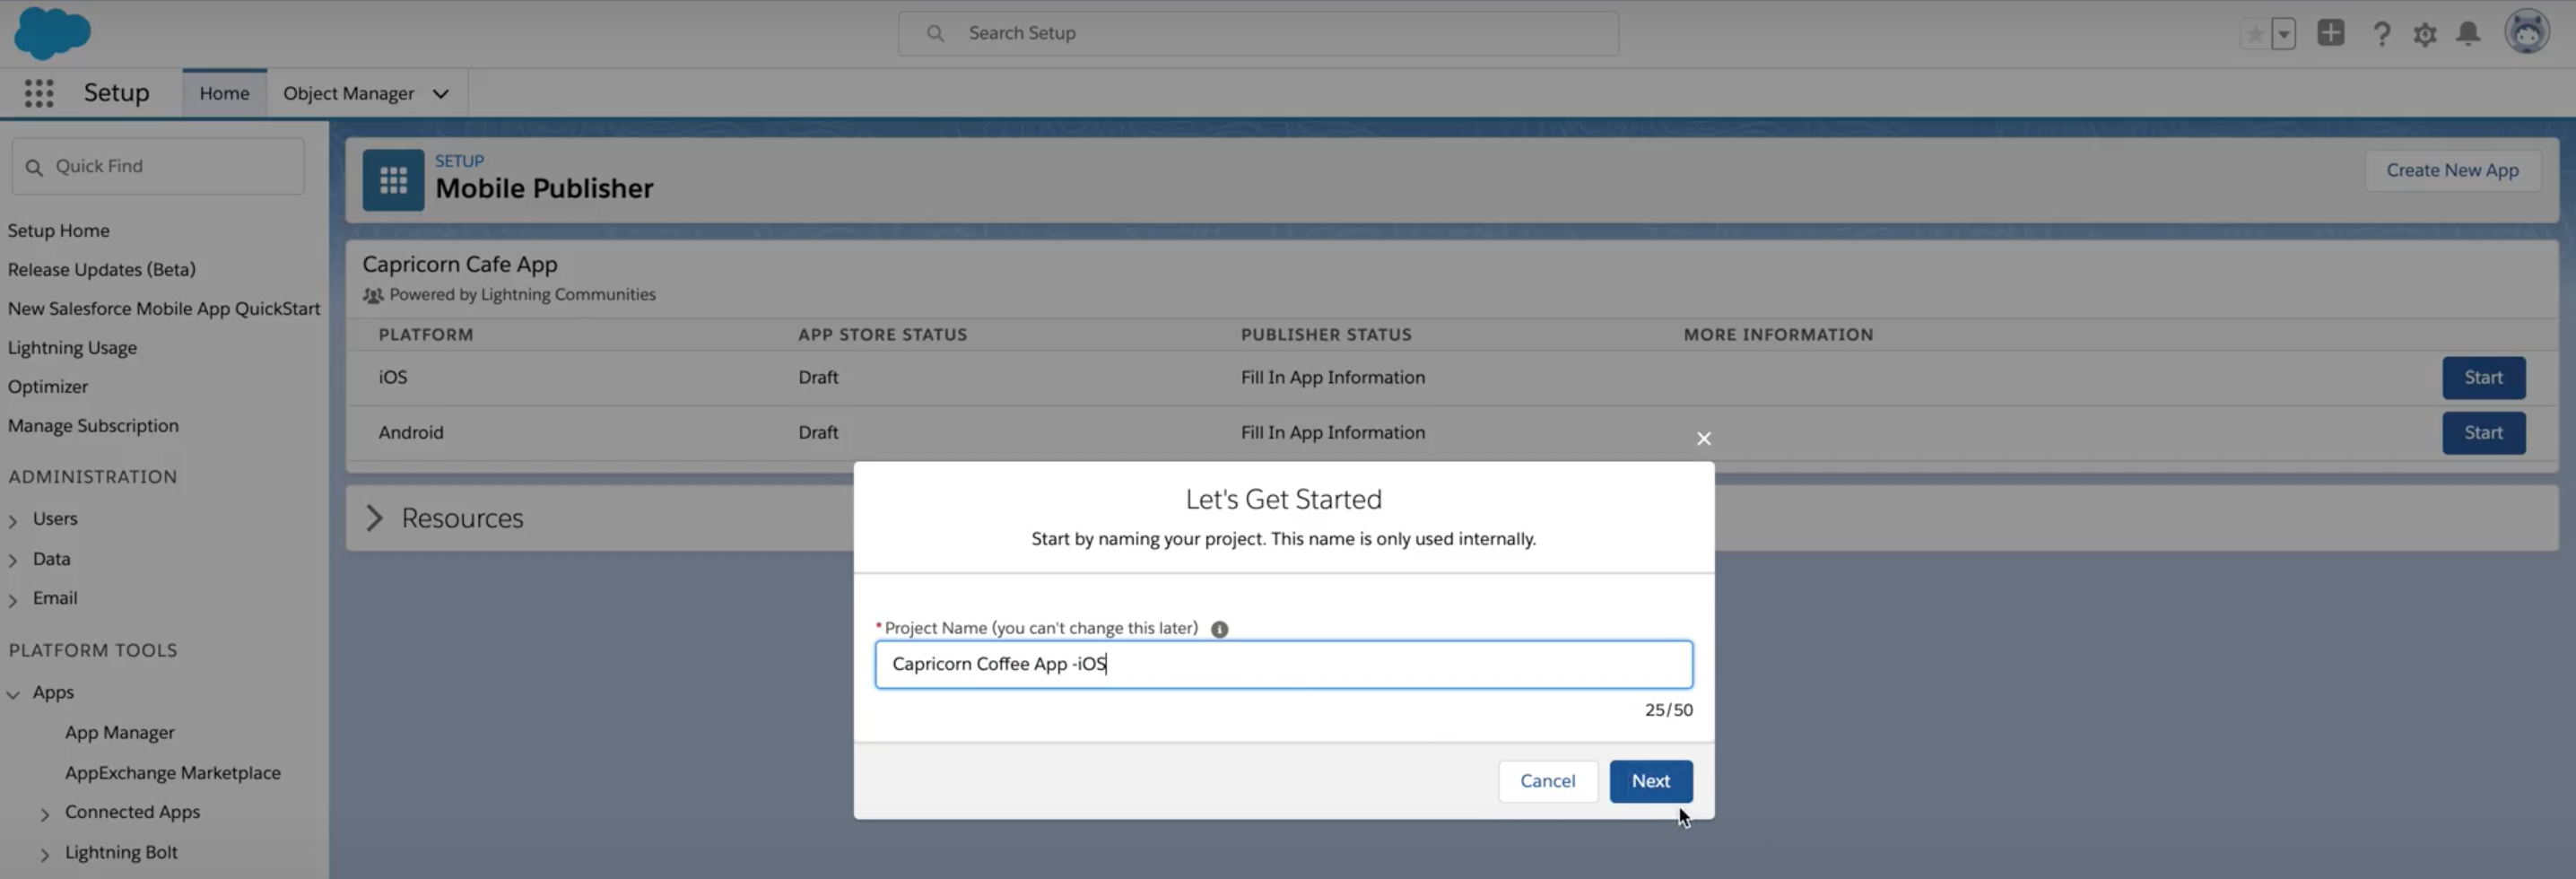 Search Setup
Setup
Home
Object Manager
Quick Find
Setup Home
Release Updates (Beta)
New Salesforce Mobile App QuickStart
Lightning Usage
Optimizer
Manage Subscription
ADMINISTRATION
Users
Data
Email
PLATFORM TOOLS
Apps
App Manager
AppExchange Marketplace
Connected Apps
Lightning Bolt
SETUP
Mobile Publisher
Create New App
Capricorn Cafe App
Powered by Lightning Communities
PLATFORM APP STORE STATUS PUBLISHER STATUS MORE INFORMATION
iOS Draft Fill In App Information Start
Android Draft Fill In App Information Start
Resources
Let's Get Started
Start by naming your project. This name is only used internally.
* Project Name (you can't change this later)
Capricorn Coffee App -iOS
25/50
Cancel Next